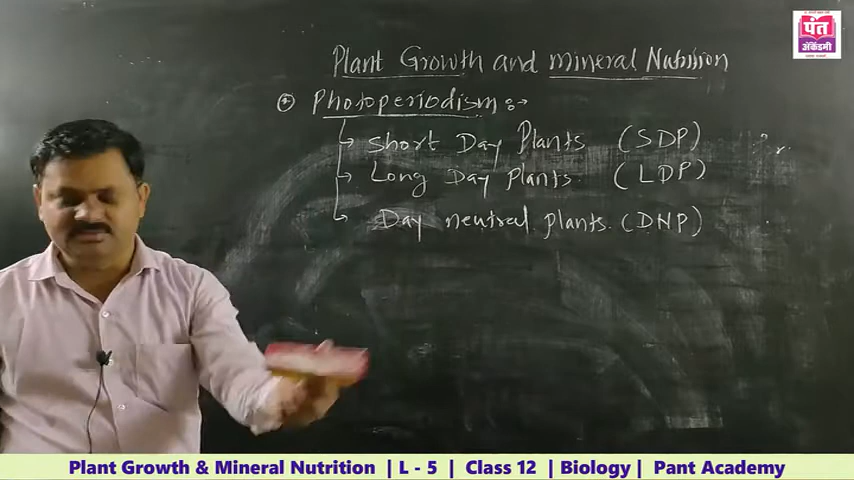 पंत
अकॅडमी
Plant Growth and mineral Nutrition
Photoperiodism :→
→ Short Day Plants (SDP)
→ Long Day Plants (LDP)
→ Day neutral plants. (DNP)
Plant Growth & Mineral Nutrition | L - 5 | Class 12 | Biology | Pant Academy